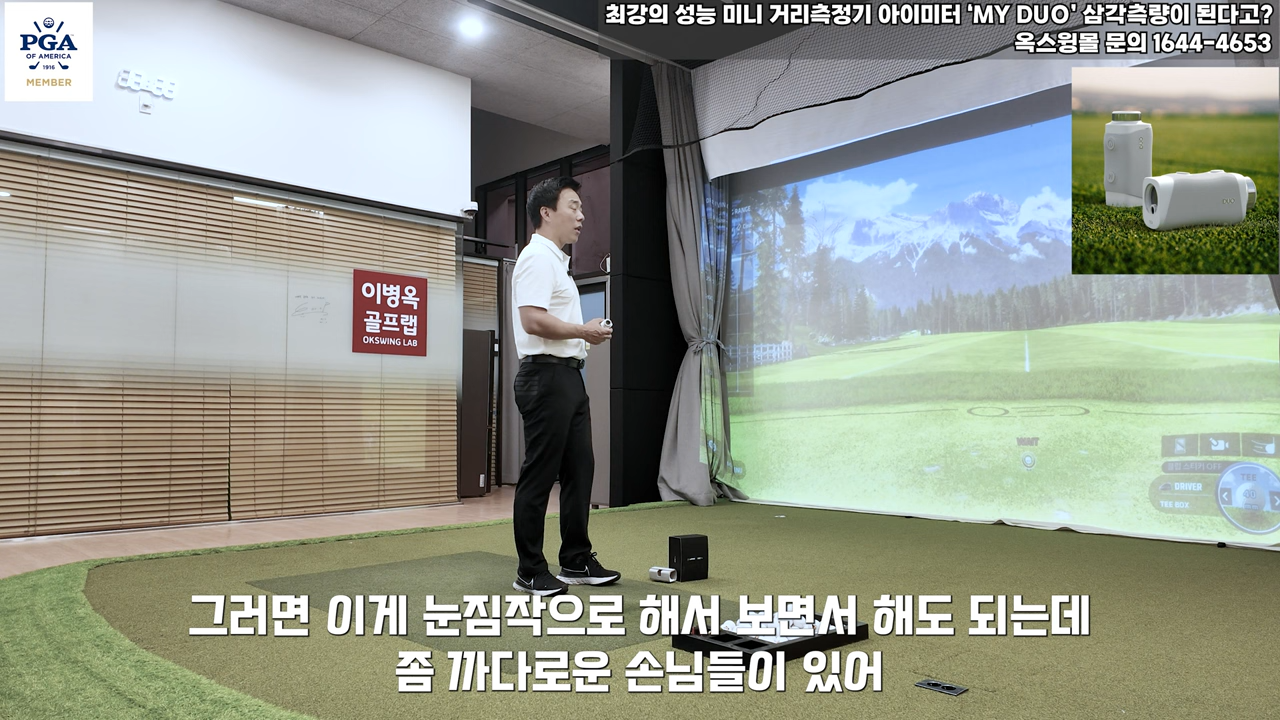 PGA
OF AMERICA
1916
MEMBER
최강의 성능 미니 거리측정기 아이미터 ‘MY DUO’ 삼각측량이 된다고?
옥스윙몰 문의 1644-4653
이병옥
골프랩
OKSWING LAB
WAIT
TEE
DRIVER
TEE BOX
그러면 이게 눈짐작으로 해서 보면서 해도 되는데
좀 까다로운 손님들이 있어